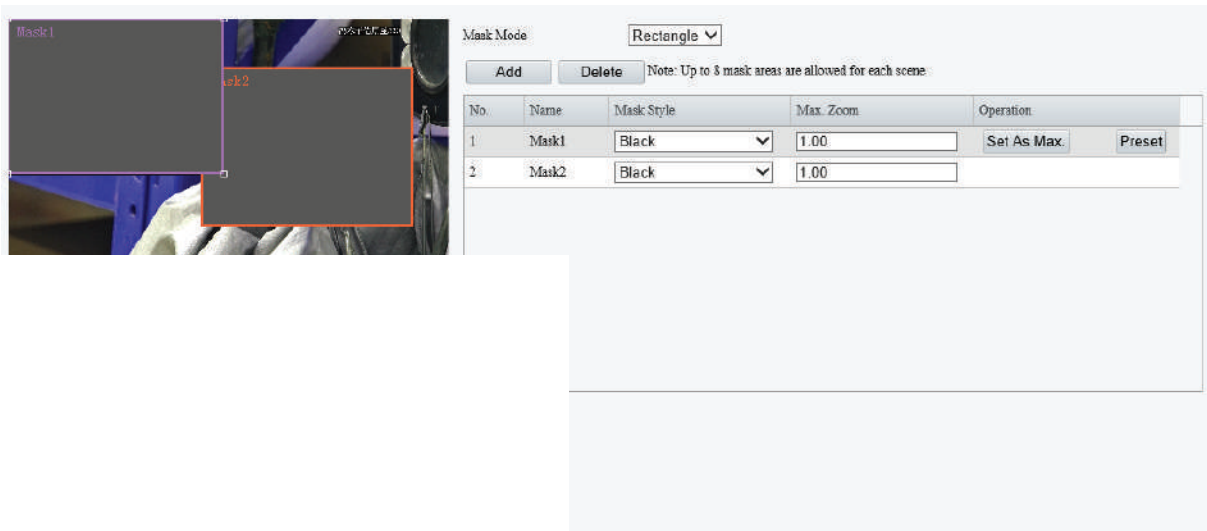 Mask1
ask2
Mask Mode Rectangle
Add Delete Note: Up to 8 mask areas are allowed for each scene
No. Name Mask Style Max. Zoom Operation
1 Mask1 Black 1.00 Set As Max. Preset
2 Mask2 Black 1.00